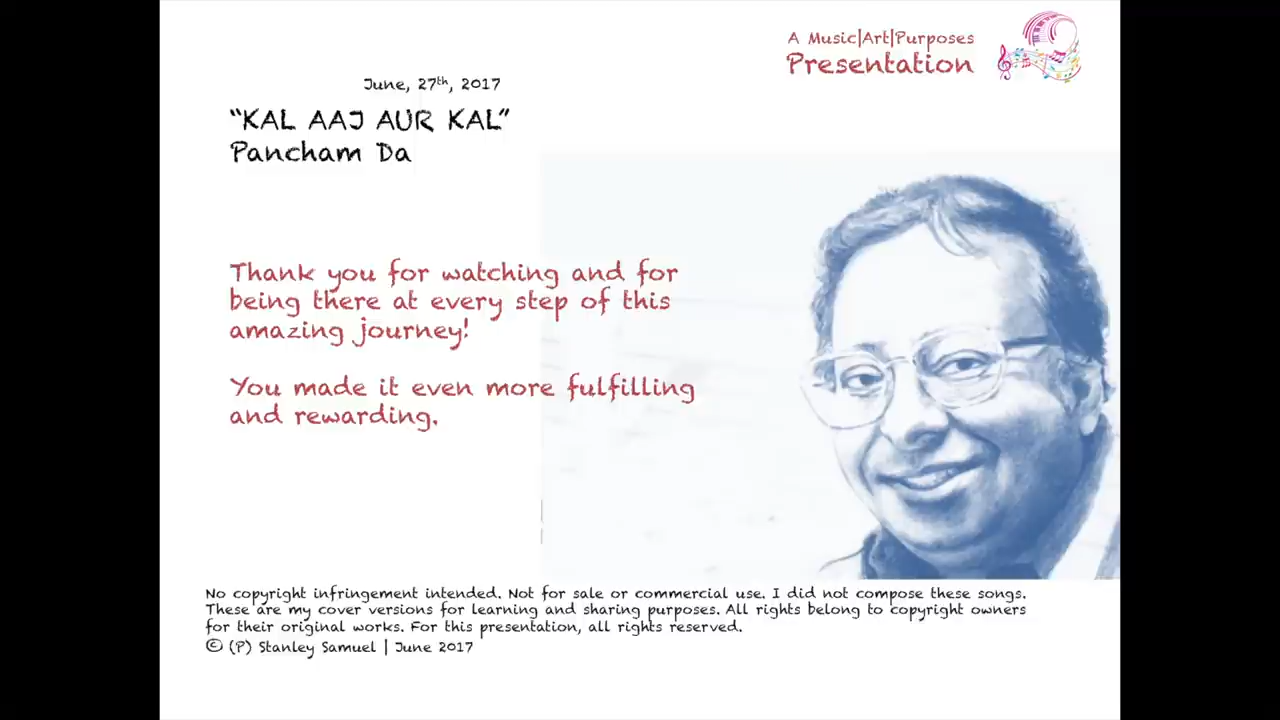 A Music|Art|Purposes
Presentation
June, 27th, 2017
“KAL AAJ AUR KAL”
Pancham Da
Thank you for watching and for
being there at every step of this
amazing journey!
You made it even more fulfilling
and rewarding.
No copyright infringement intended. Not for sale or commercial use. I did not compose these songs.
These are my cover versions for learning and sharing purposes. All rights belong to copyright owners
for their original works. For this presentation, all rights reserved.
© (P) Stanley Samuel | June 2017